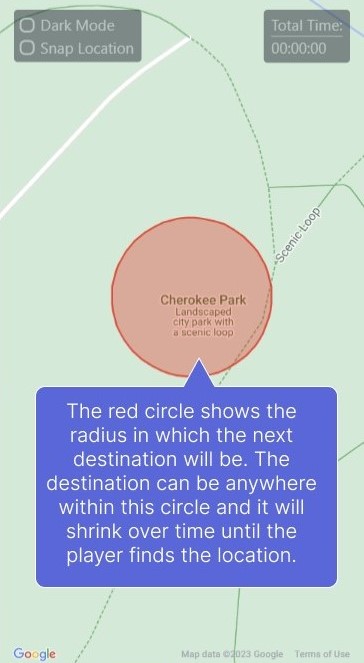 Dark Mode
Snap Location
Total Time:
00:00:00
Scenic Loop
Cherokee Park
Landscaped
city park with
a scenic loop
The red circle shows the
radius in which the next
destination will be. The
destination can be anywhere
within this circle and it will
shrink over time until the
player finds the location.
Google
Map data ©2023 Google
Terms of Use